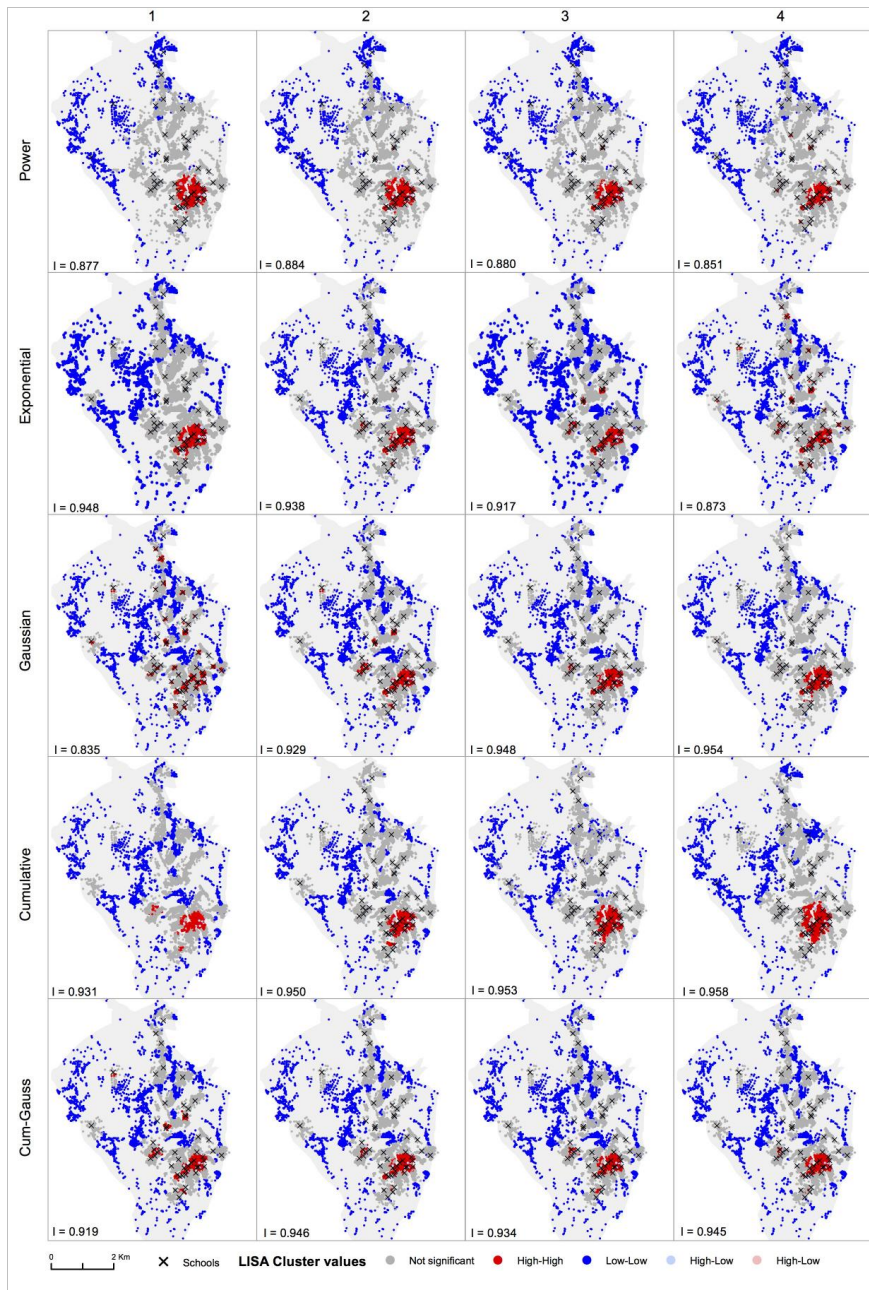 1 2 3 4
Power
I = 0.877 I = 0.884 I = 0.880 I = 0.851
Exponential
I = 0.948 I = 0.938 I = 0.917 I = 0.873
Gaussian
I = 0.835 I = 0.929 I = 0.948 I = 0.954
Cumulative
I = 0.931 I = 0.950 I = 0.953 I = 0.958
Cum-Gauss
I = 0.919 I = 0.946 I = 0.934 I = 0.945
0 2 Km Schools LISA Cluster values Not significant High-High Low-Low High-Low High-Low